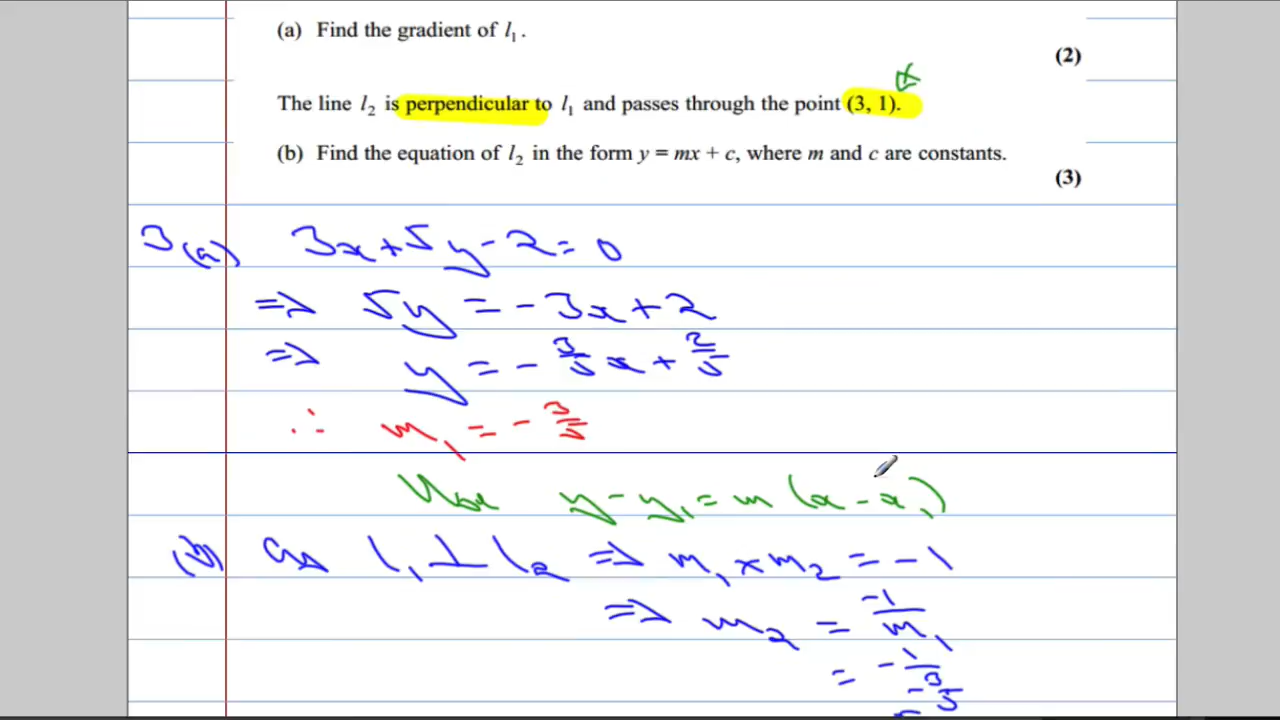 (a) Find the gradient of l₁.
(2)
The line l₂ is perpendicular to l₁ and passes through the point (3, 1).
(b) Find the equation of l₂ in the form y = mx + c, where m and c are constants.
(3)
3(a) 3x+5y-2=0
⇒ 5y = -3x+2
⇒ y = -3/5x + 2/5
∴ m₁ = -3/5
Use y-y₁ = m(x-x₁)
(b) As l₁ ⊥ l₂ ⇒ m₁×m₂ = -1
⇒ m₂ = -1/m₁
= -1/-3/5